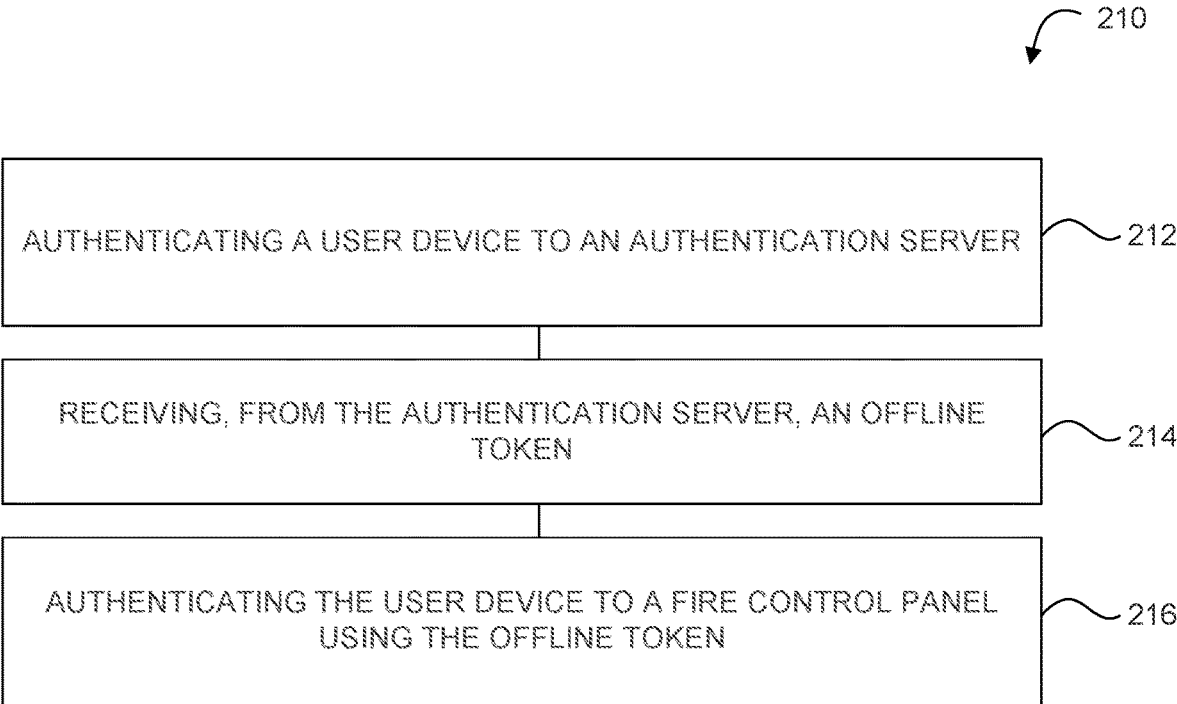 210
AUTHENTICATING A USER DEVICE TO AN AUTHENTICATION SERVER
212
RECEIVING, FROM THE AUTHENTICATION SERVER, AN OFFLINE
TOKEN
214
AUTHENTICATING THE USER DEVICE TO A FIRE CONTROL PANEL
USING THE OFFLINE TOKEN
216